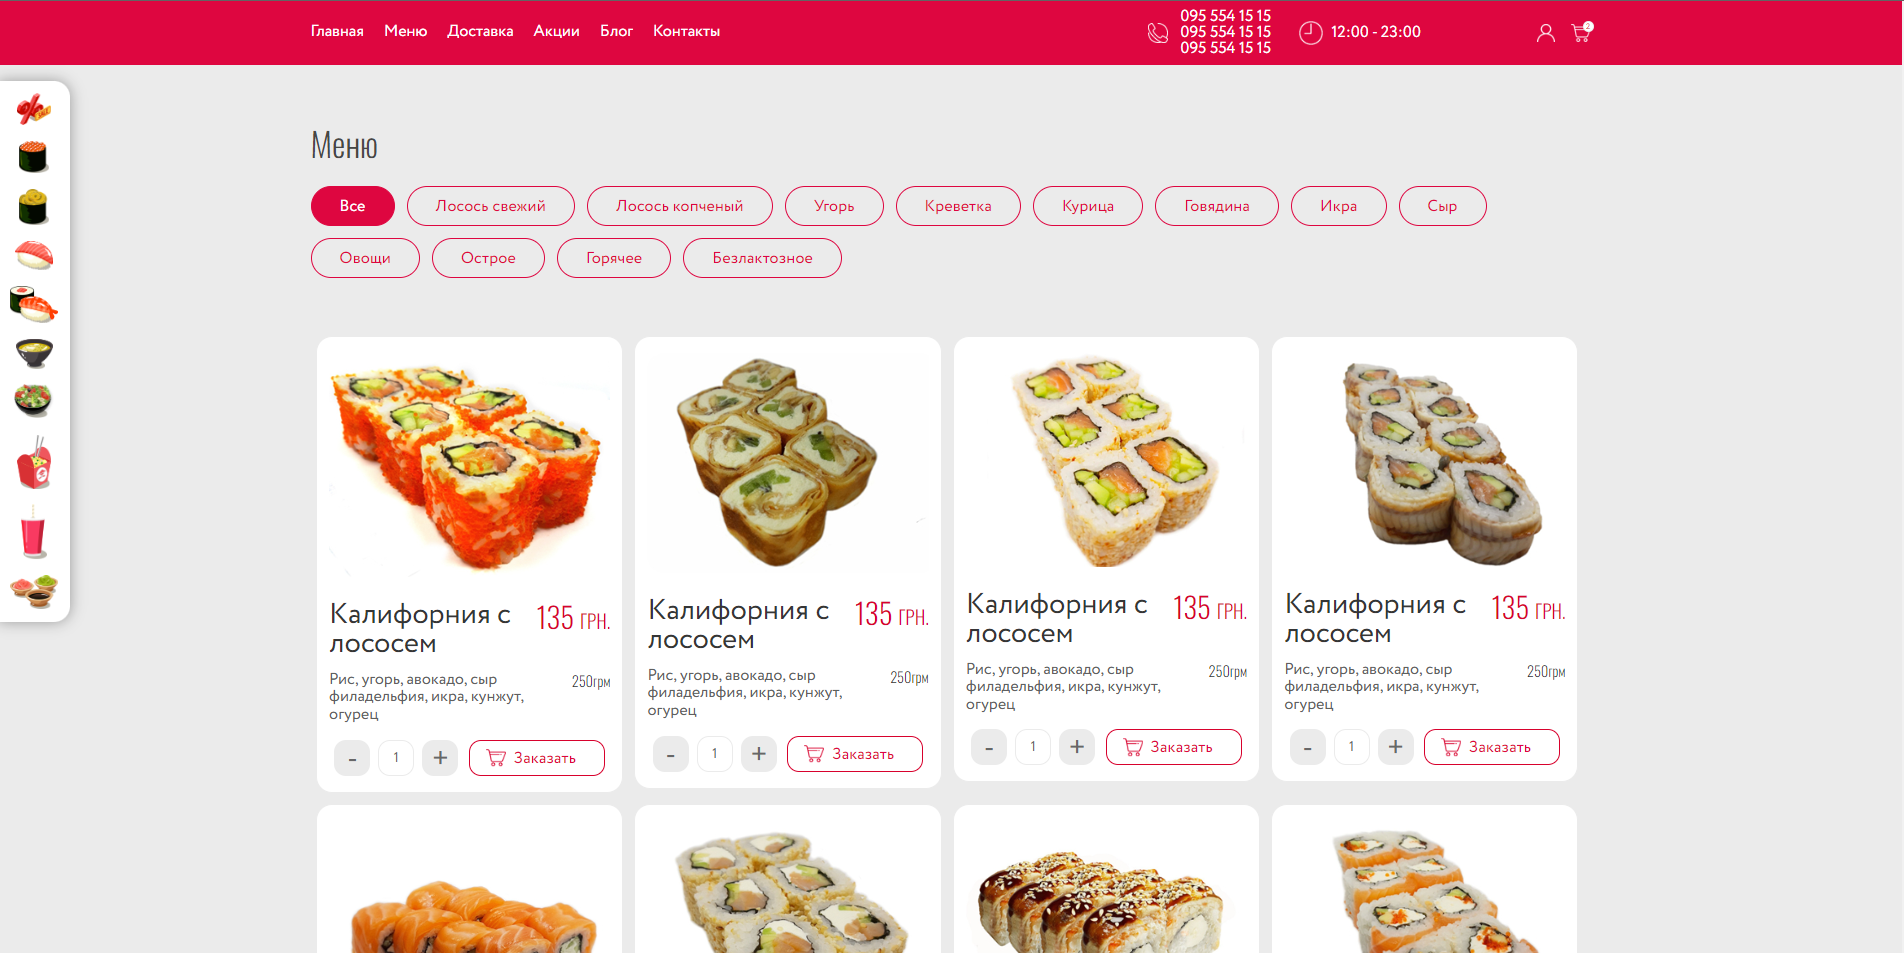 Главная Меню Доставка Акции Блог Контакты
095 554 15 15
095 554 15 15
095 554 15 15
12:00 - 23:00
2
Меню
Все Лосось свежий Лосось копченый Угорь Креветка Курица Говядина Икра Сыр
Овощи Острое Горячее Безлактозное
Калифорния с
лососем
135 ГРН.
Рис, угорь, авокадо, сыр
филадельфия, икра, кунжут,
огурец
250грм
- 1 + Заказать
Калифорния с
лососем
135 ГРН.
Рис, угорь, авокадо, сыр
филадельфия, икра, кунжут,
огурец
250грм
- 1 + Заказать
Калифорния с
лососем
135 ГРН.
Рис, угорь, авокадо, сыр
филадельфия, икра, кунжут,
огурец
250грм
- 1 + Заказать
Калифорния с
лососем
135 ГРН.
Рис, угорь, авокадо, сыр
филадельфия, икра, кунжут,
огурец
250грм
- 1 + Заказать